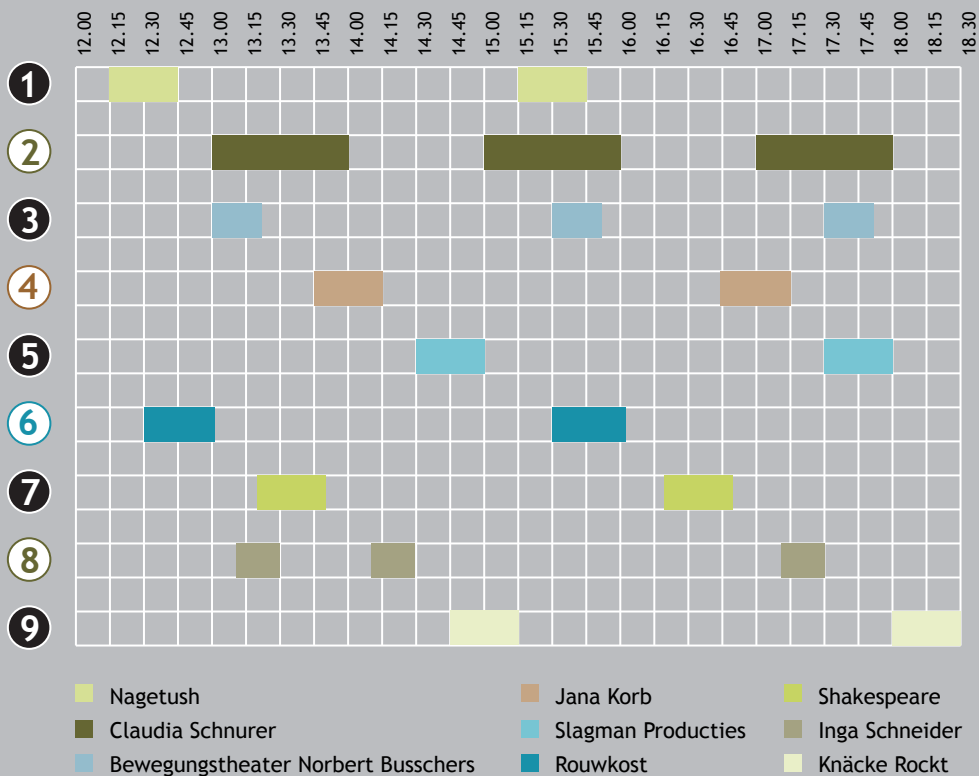 12.00 12.15 12.30 12.45 13.00 13.15 13.30 13.45 14.00 14.15 14.30 14.45 15.00 15.15 15.30 15.45 16.00 16.15 16.30 16.45 17.00 17.15 17.30 17.45 18.00 18.15 18.30
1
2
3
4
5
6
7
8
9
Nagetush
Claudia Schnurer
Bewegungstheater Norbert Busschers
Jana Korb
Slagman Producties
Rouwkost
Shakespeare
Inga Schneider
Knäcke Rockt